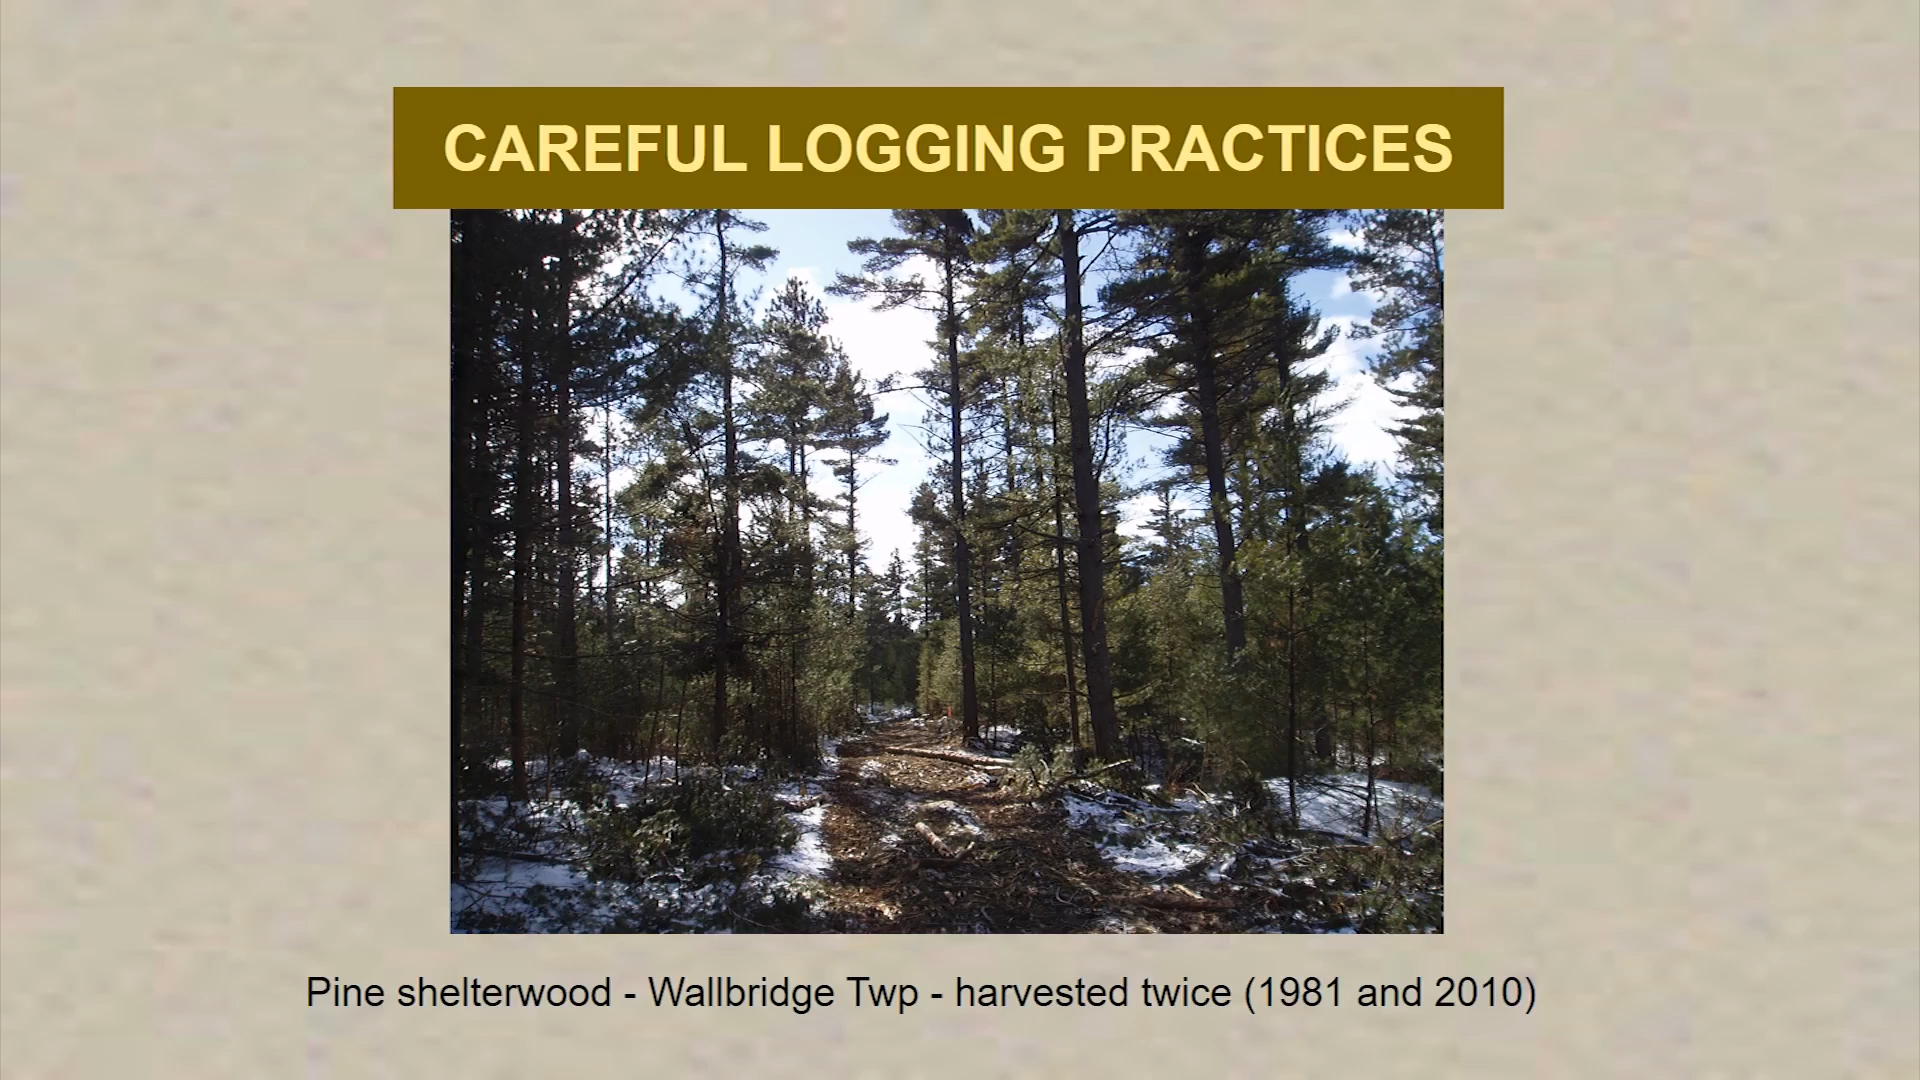 CAREFUL LOGGING PRACTICES
Pine shelterwood - Wallbridge Twp - harvested twice (1981 and 2010)